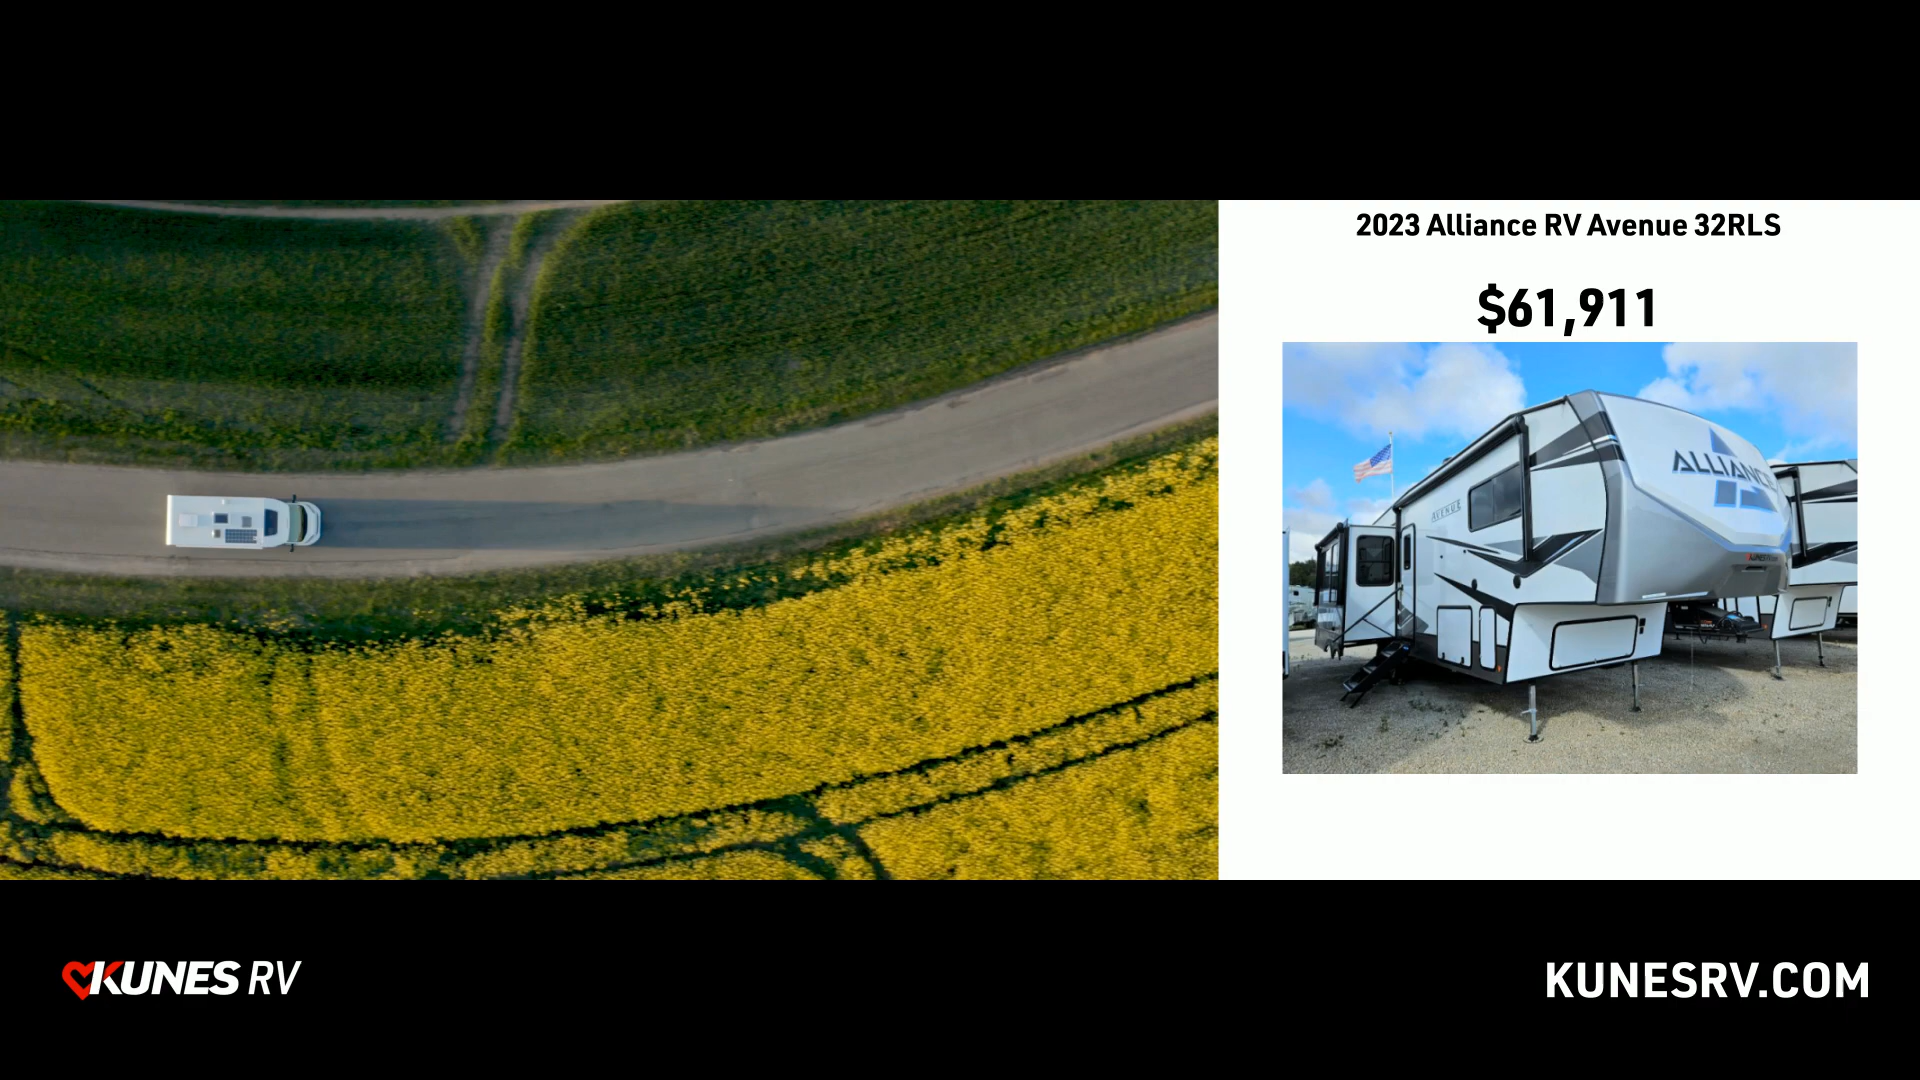 2023 Alliance RV Avenue 32RLS
$61,911
ALLIANCE
AVENUE
KUNES RV
KUNESRV.COM